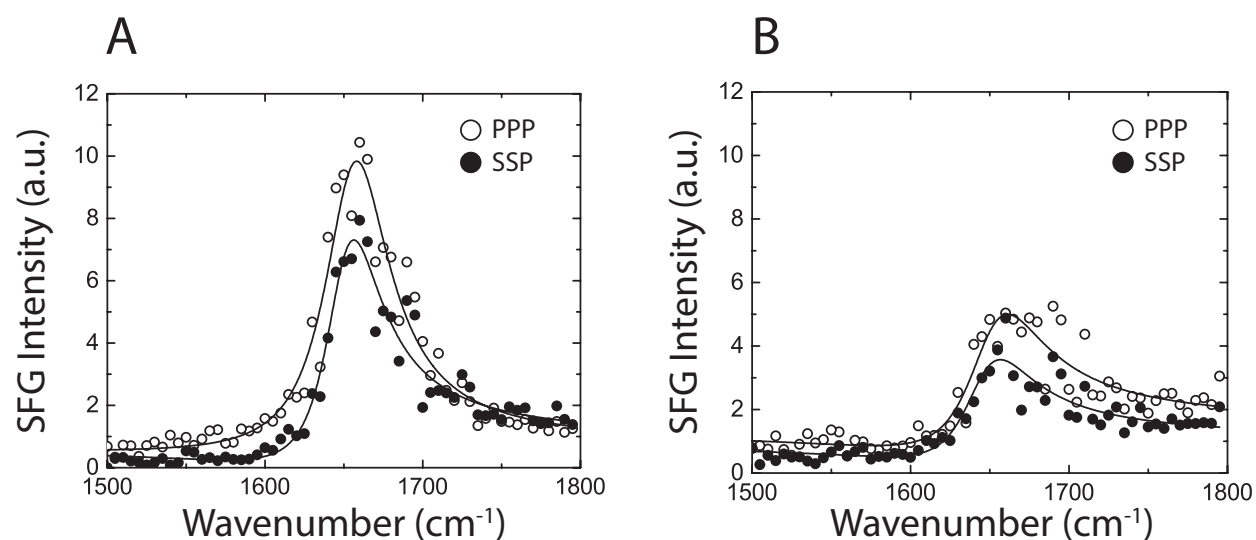 A
SFG Intensity (a.u.)
12
10
8
6
4
2
0
PPP
SSP
1500
1600
1700
1800
Wavenumber (cm-1)
B
SFG Intensity (a.u.)
12
10
8
6
4
2
0
PPP
SSP
1500
1600
1700
1800
Wavenumber (cm-1)